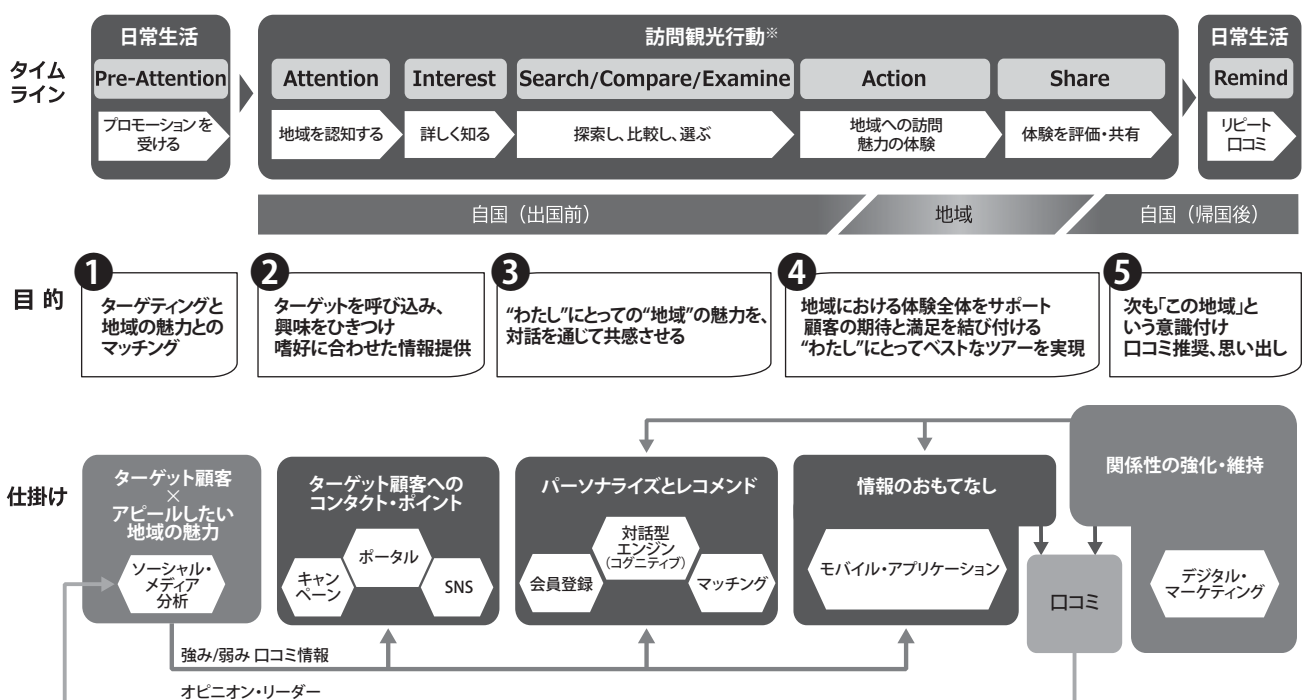 日常生活
訪問観光行動※
日常生活
タイム
ライン
Pre-Attention
Attention
Interest
Search/Compare/Examine
Action
Share
Remind
プロモーションを
受ける
地域を認知する
詳しく知る
探索し、比較し、選ぶ
地域への訪問
魅力の体験
体験を評価・共有
リピート
口コミ
自国（出国前）
地域
自国（帰国後）
目的
1
ターゲティングと
地域の魅力との
マッチング
2
ターゲットを呼び込み、
興味をひきつけ
嗜好に合わせた情報提供
3
“わたし”にとっての“地域”の魅力を、
対話を通じて共感させる
4
地域における体験全体をサポート
顧客の期待と満足を結び付ける
“わたし”にとってベストなツアーを実現
5
次も「この地域」と
いう意識付け
口コミ推奨、思い出し
仕掛け
ターゲット顧客
×
アピールしたい
地域の魅力
ソーシャル・
メディア
分析
ターゲット顧客への
コンタクト・ポイント
キャン
ペーン
ポータル
SNS
パーソナライズとレコメンド
会員登録
対話型
エンジン
(コグニティブ)
マッチング
情報のおもてなし
モバイル・アプリケーション
口コミ
関係性の強化・維持
デジタル・
マーケティング
強み/弱み 口コミ情報
オピニオン・リーダー